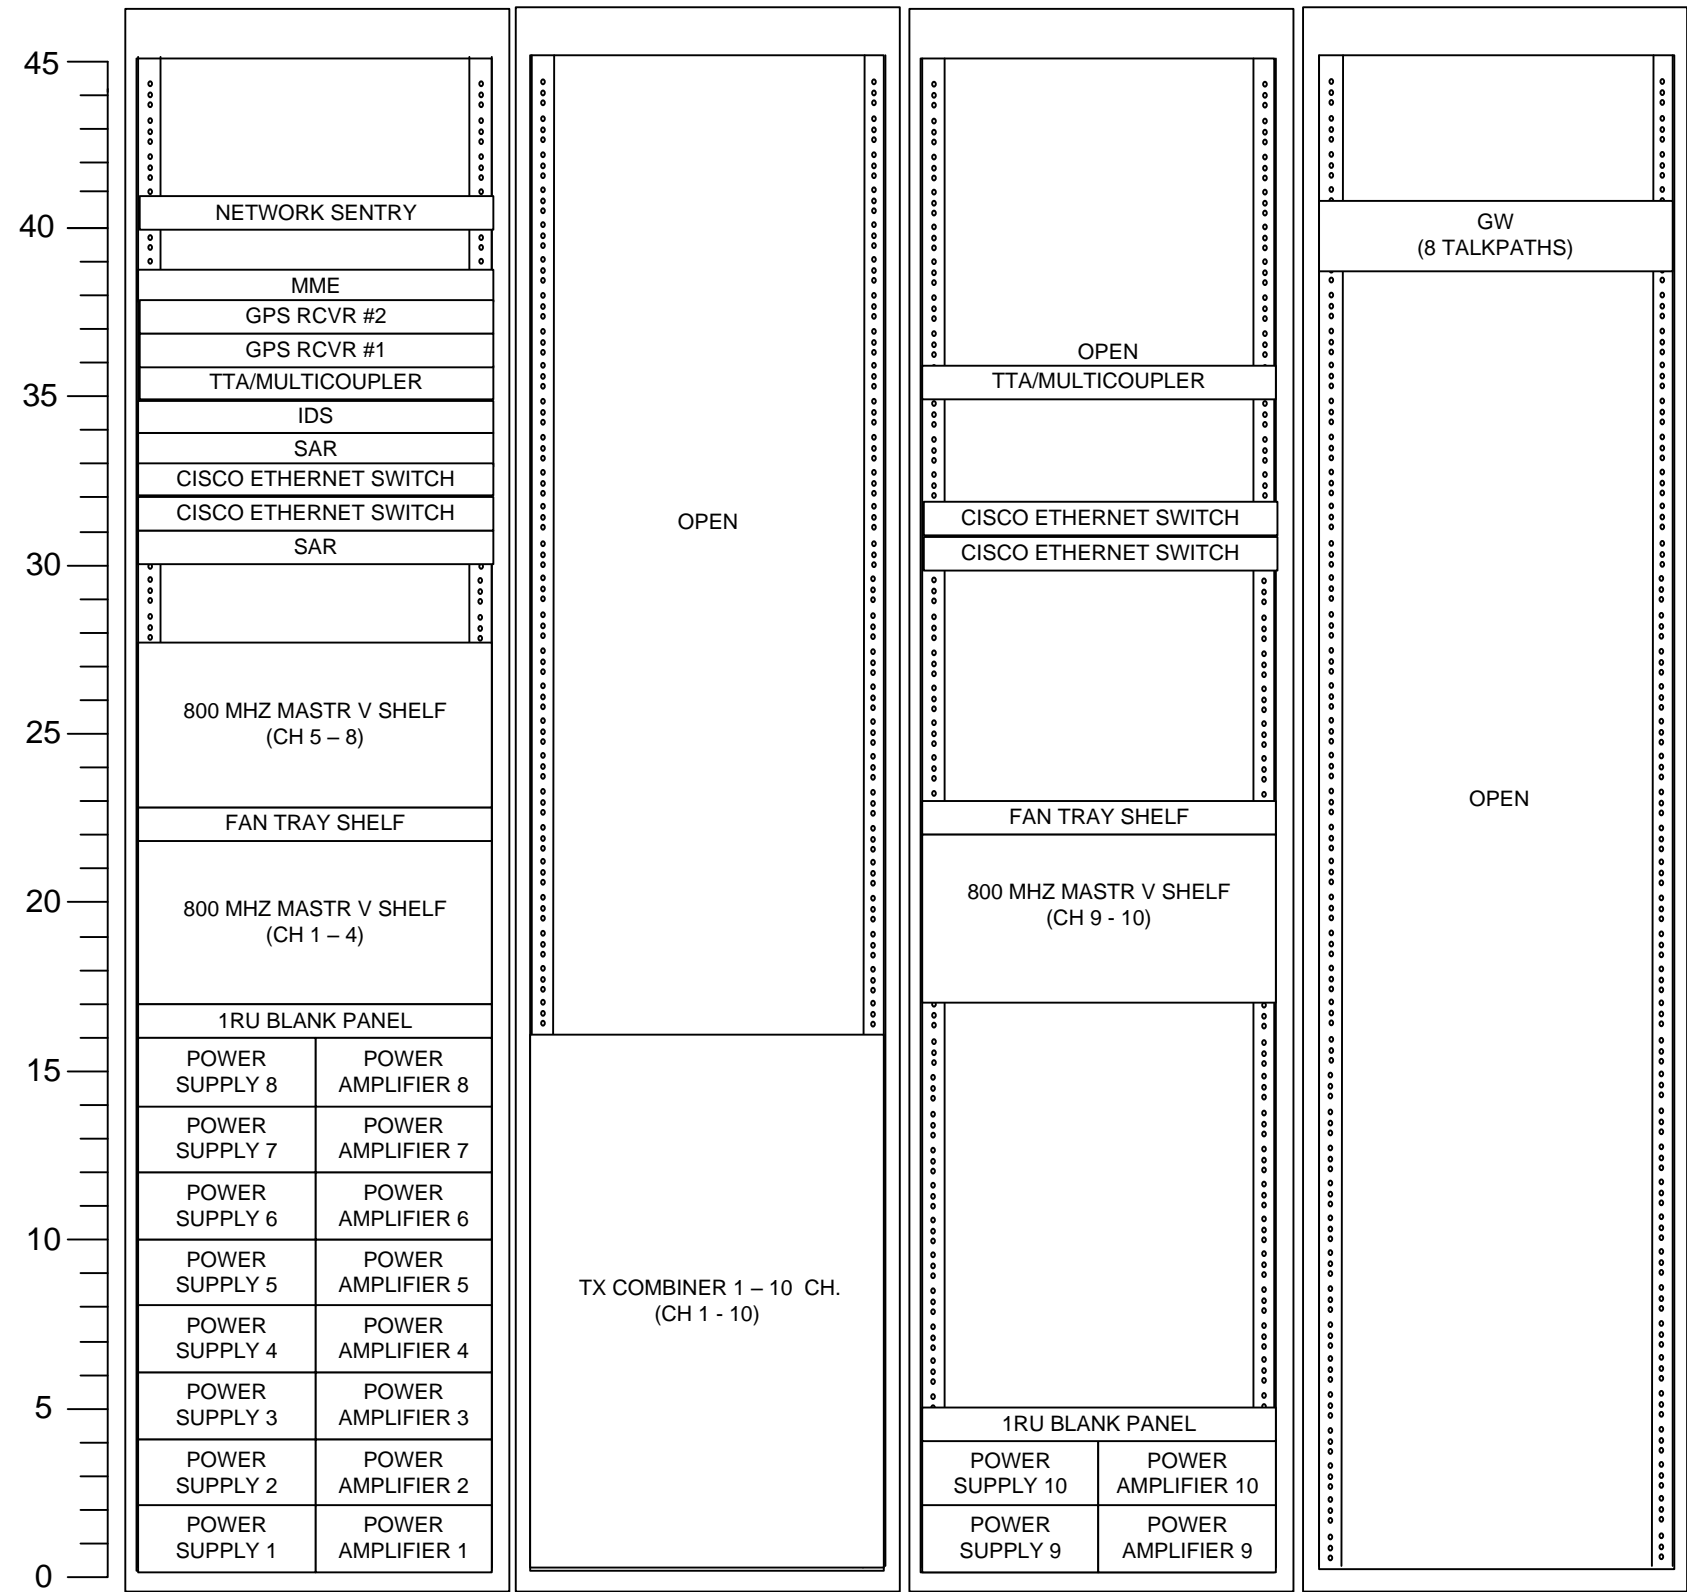 45
40
35
30
25
20
15
10
5
0
NETWORK SENTRY
MME
GPS RCVR #2
GPS RCVR #1
TTA/MULTICOUPLER
IDS
SAR
CISCO ETHERNET SWITCH
CISCO ETHERNET SWITCH
SAR
800 MHZ MASTR V SHELF
(CH 5 – 8)
FAN TRAY SHELF
800 MHZ MASTR V SHELF
(CH 1 – 4)
1RU BLANK PANEL
POWER
SUPPLY 8
POWER
AMPLIFIER 8
POWER
SUPPLY 7
POWER
AMPLIFIER 7
POWER
SUPPLY 6
POWER
AMPLIFIER 6
POWER
SUPPLY 5
POWER
AMPLIFIER 5
POWER
SUPPLY 4
POWER
AMPLIFIER 4
POWER
SUPPLY 3
POWER
AMPLIFIER 3
POWER
SUPPLY 2
POWER
AMPLIFIER 2
POWER
SUPPLY 1
POWER
AMPLIFIER 1
OPEN
TX COMBINER 1 – 10 CH.
(CH 1 - 10)
OPEN
TTA/MULTICOUPLER
CISCO ETHERNET SWITCH
CISCO ETHERNET SWITCH
FAN TRAY SHELF
800 MHZ MASTR V SHELF
(CH 9 - 10)
1RU BLANK PANEL
POWER
SUPPLY 10
POWER
AMPLIFIER 10
POWER
SUPPLY 9
POWER
AMPLIFIER 9
GW
(8 TALKPATHS)
OPEN